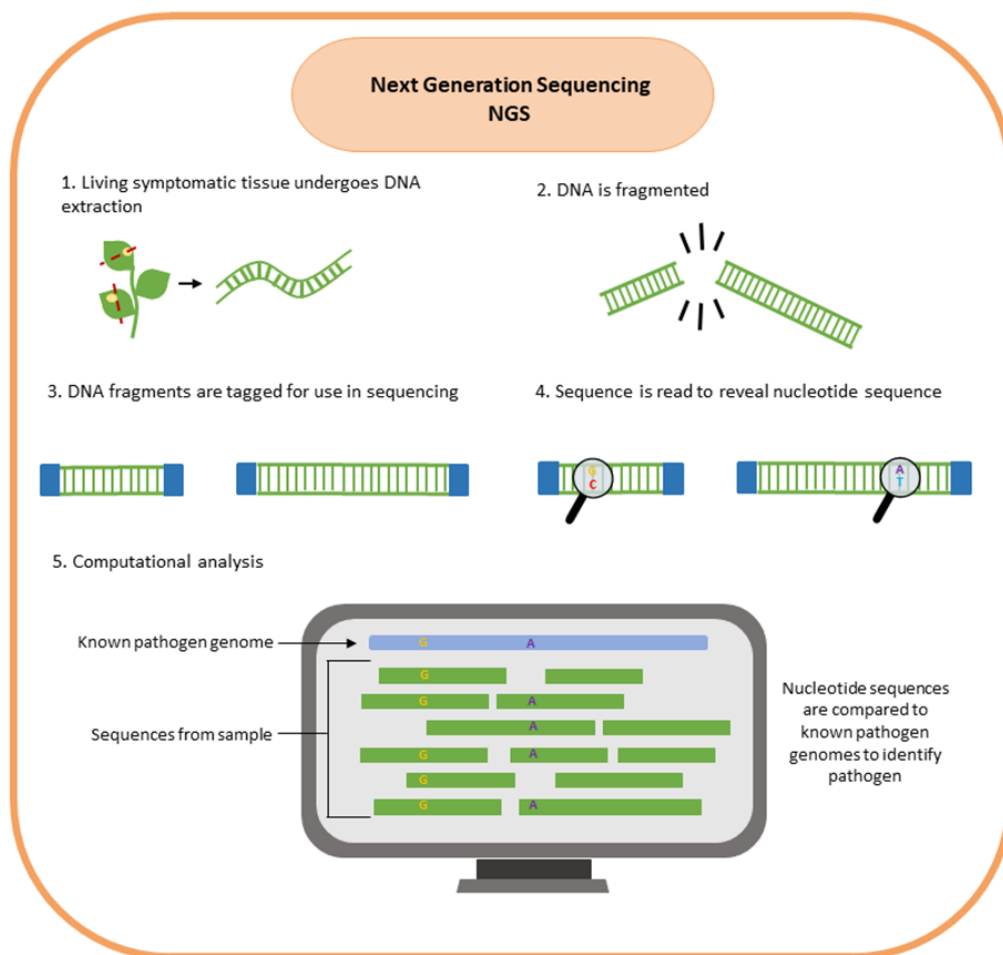 Next Generation Sequencing
NGS
1. Living symptomatic tissue undergoes DNA
extraction
2. DNA is fragmented
3. DNA fragments are tagged for use in sequencing
4. Sequence is read to reveal nucleotide sequence
G
C
A
T
5. Computational analysis
Known pathogen genome
G A
Sequences from sample
G
G A
A
G A
G
G A
Nucleotide sequences
are compared to
known pathogen
genomes to identify
pathogen